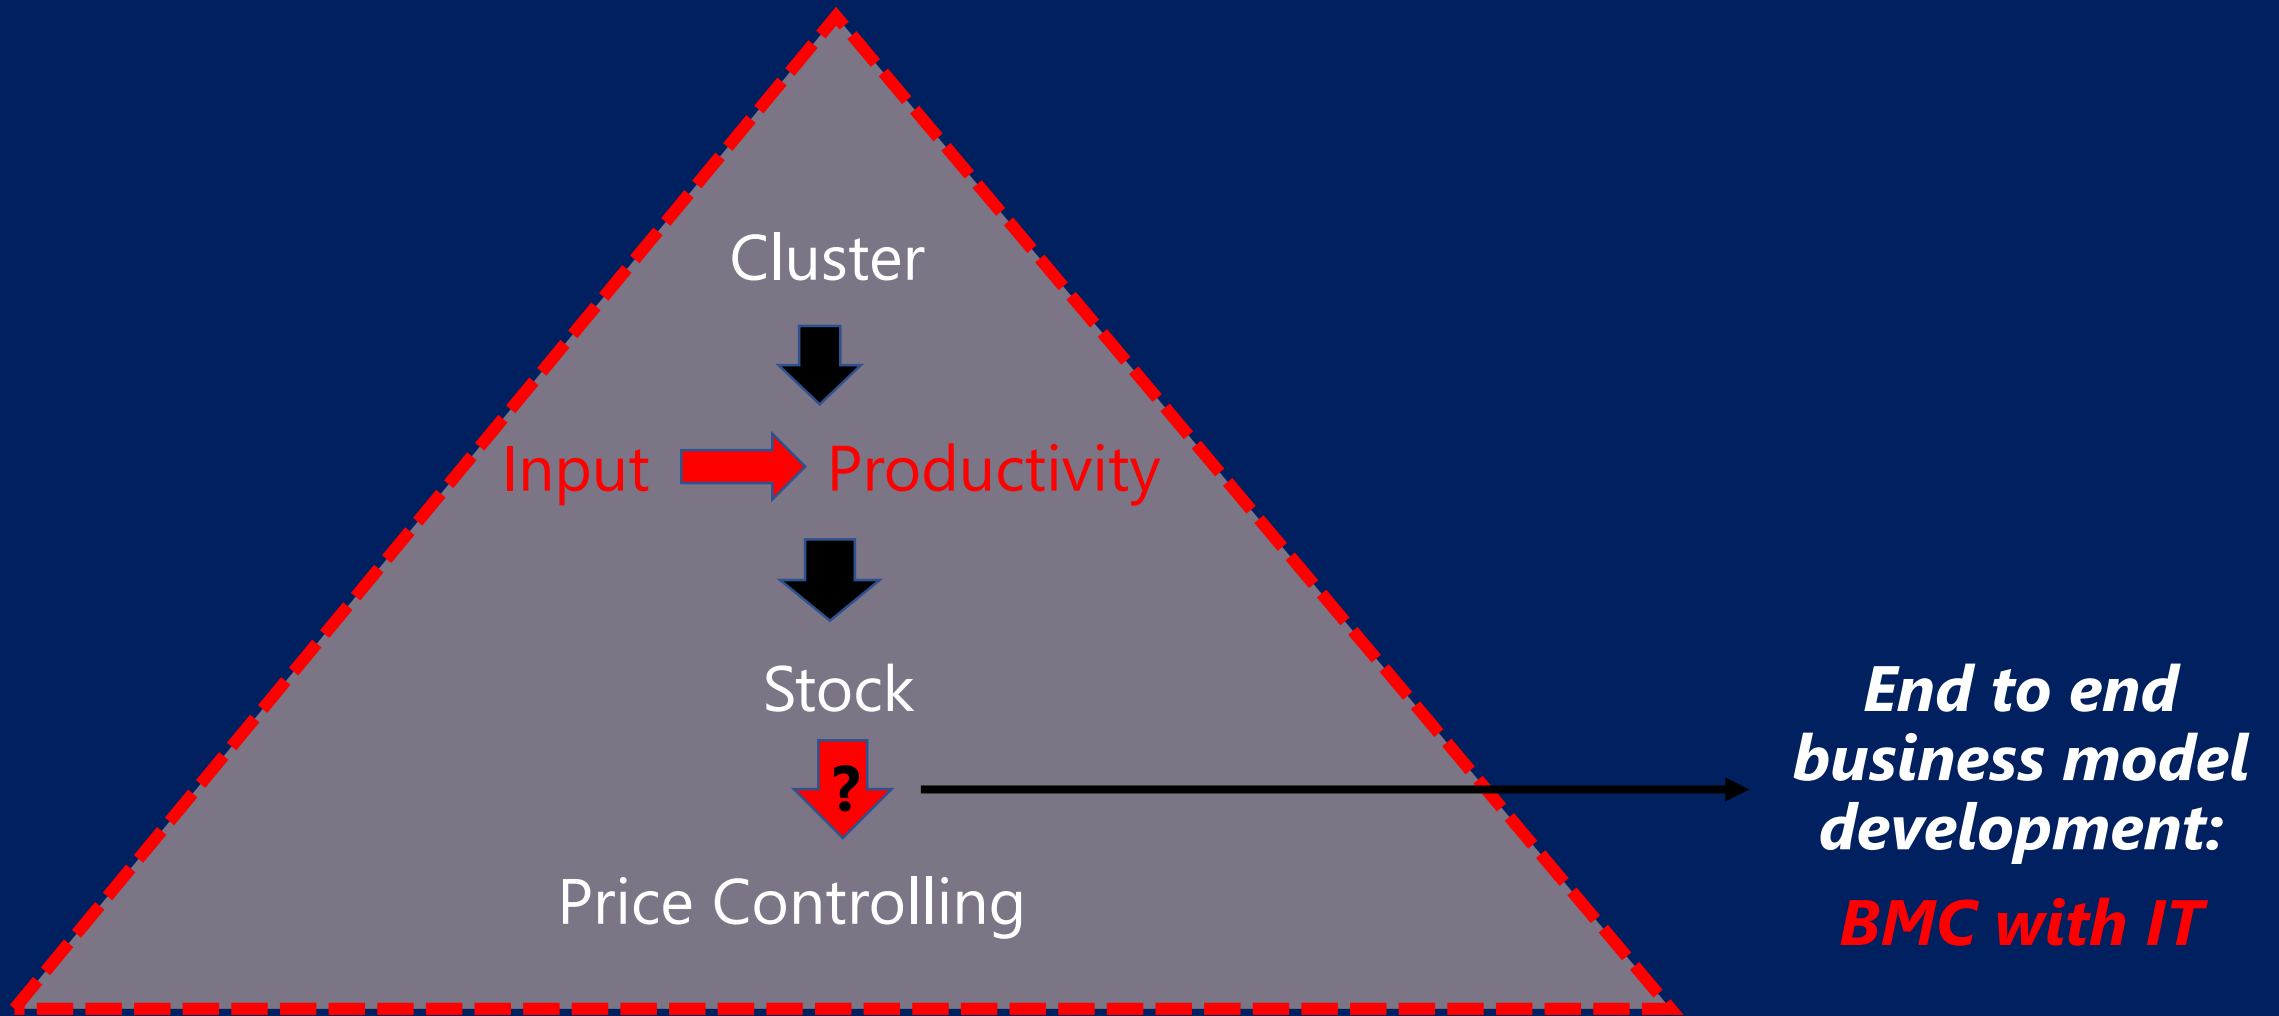 Cluster
Input Productivity
Stock
?
Price Controlling
End to end
business model
development:
BMC with IT